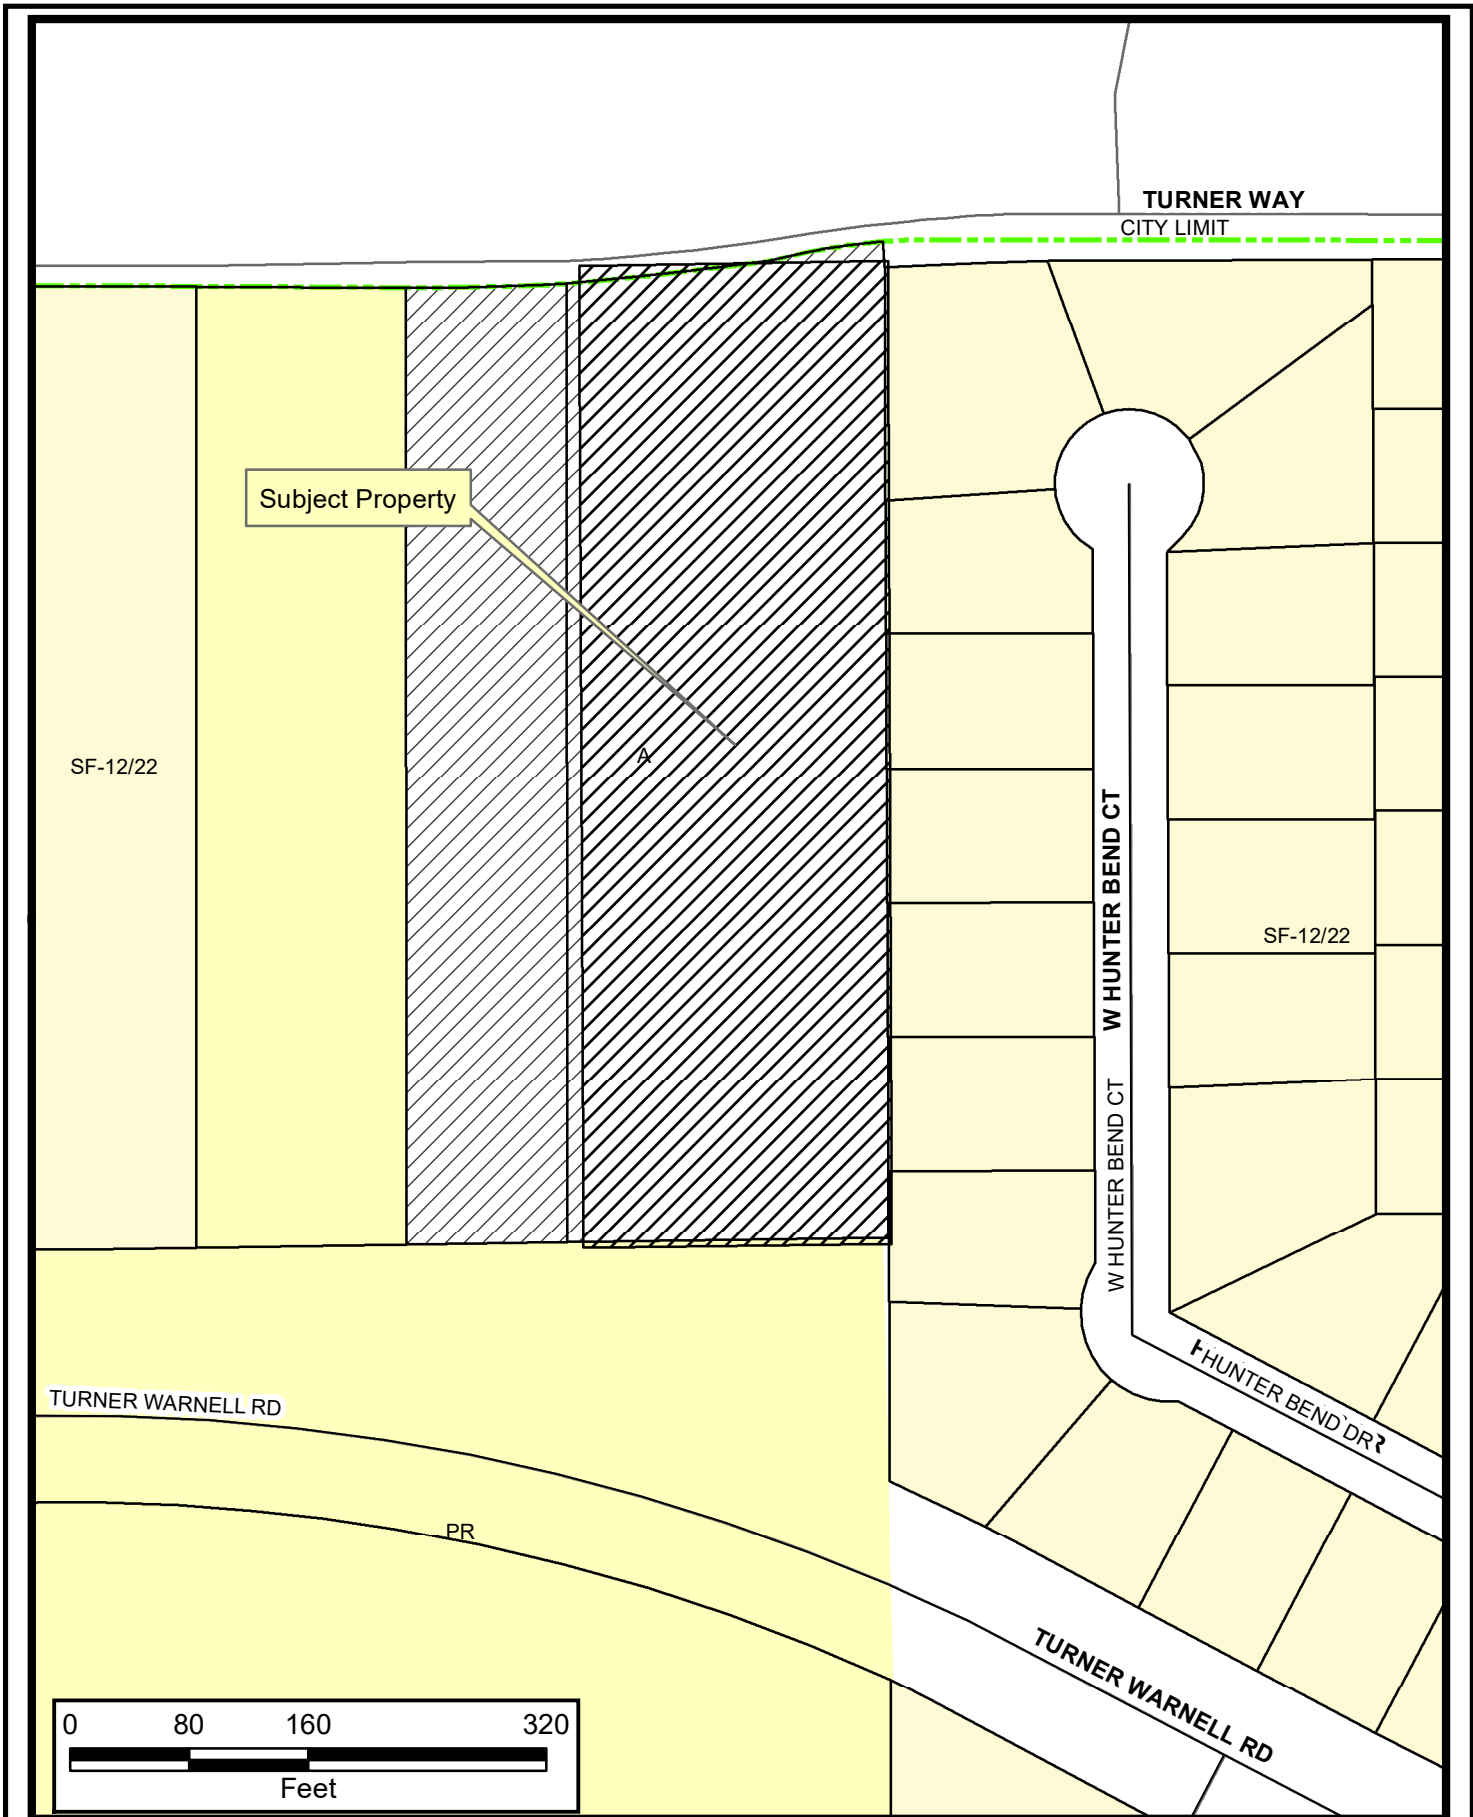 TURNER WAY
CITY LIMIT
Subject Property
A
SF-12/22
W HUNTER BEND CT
SF-12/22
W HUNTER BEND CT
HUNTER BEND DR
TURNER WARNELL RD
PR
TURNER WARNELL RD
0 80 160 320
Feet